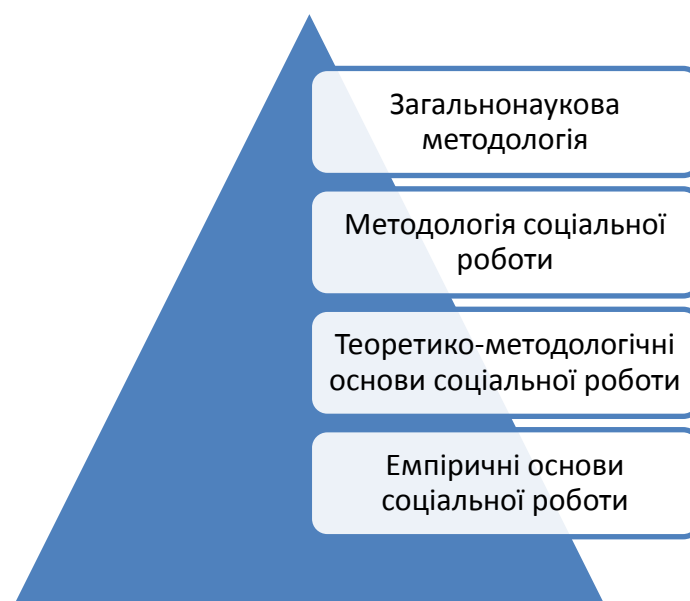 Загальнонаукова
методологія
Методологія соціальної
роботи
Теоретико-методологічні
основи соціальної роботи
Емпіричні основи
соціальної роботи